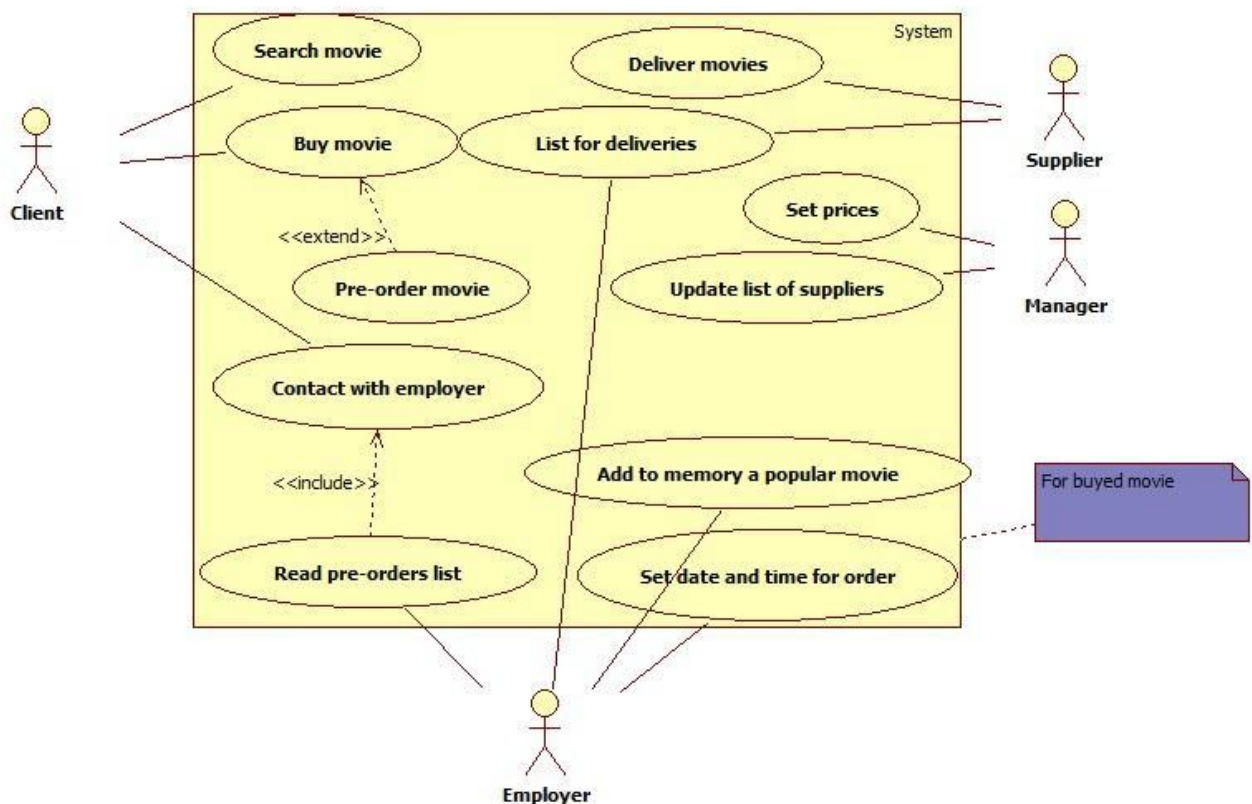 System
Search movie
Deliver movies
Buy movie
List for deliveries
Supplier
Client
Set prices
<<extend>>
Pre-order movie
Update list of suppliers
Manager
Contact with employer
Add to memory a popular movie
For buyed movie
<<include>>
Read pre-orders list
Set date and time for order
Employer